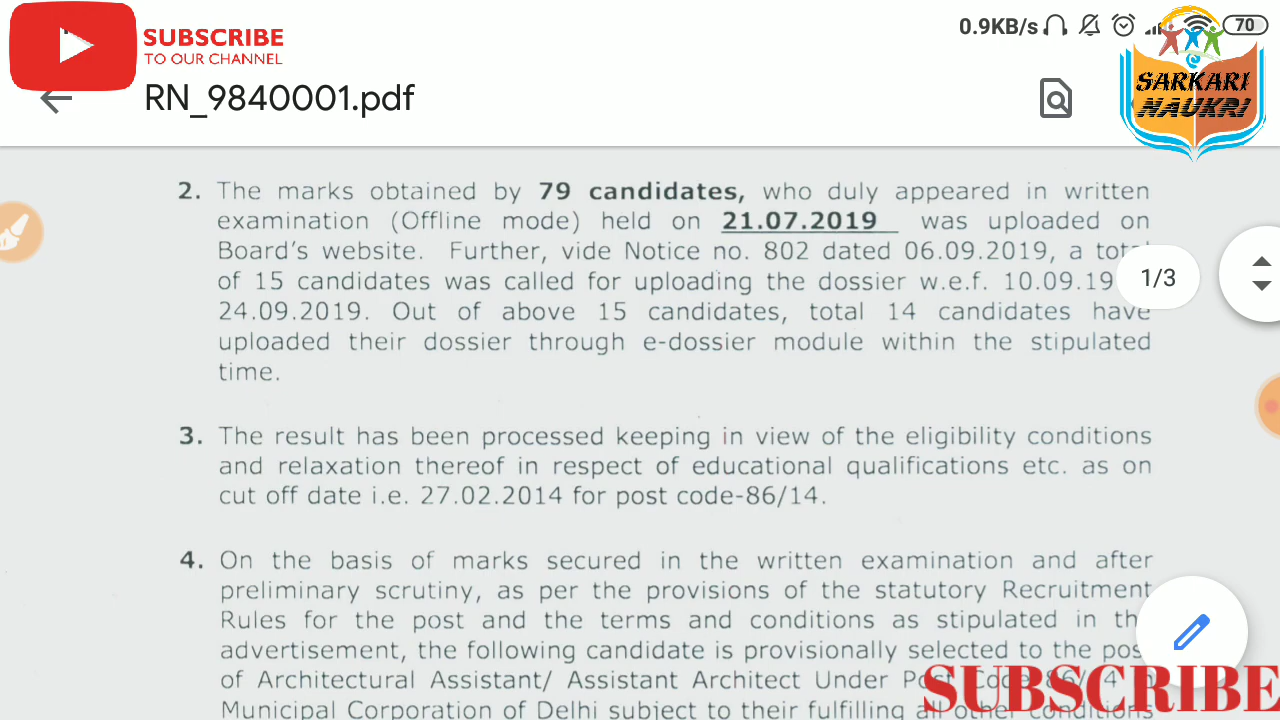 SUBSCRIBE
TO OUR CHANNEL
0.9KB/s
70
RN_9840001.pdf
SARKARI
NAUKRI
2. The marks obtained by 79 candidates, who duly appeared in written
examination (Offline mode) held on 21.07.2019 was uploaded on
Board's website. Further, vide Notice no. 802 dated 06.09.2019, a
of 15 candidates was called for uploading the dossier w.e.f. 10.09.19
1/3
24.09.2019. Out of above 15 candidates, total 14 candidates have
uploaded their dossier through e-dossier module within the stipulated
time.
3. The result has been processed keeping in view of the eligibility conditions
and relaxation thereof in respect of educational qualifications etc. as on
cut off date i.e. 27.02.2014 for post code-86/14.
4. On the basis of marks secured in the written examination and after
preliminary scrutiny, as per the provisions of the statutory Recruitment
Rules for the post and the terms and conditions as stipulated in
advertisement, the following candidate is provisionally selected to the
of Architectural Assistant/ Assistant Architect Under
Municipal Corporation of Delhi subject to their fulfilling all other conditions
SUBSCRIBE